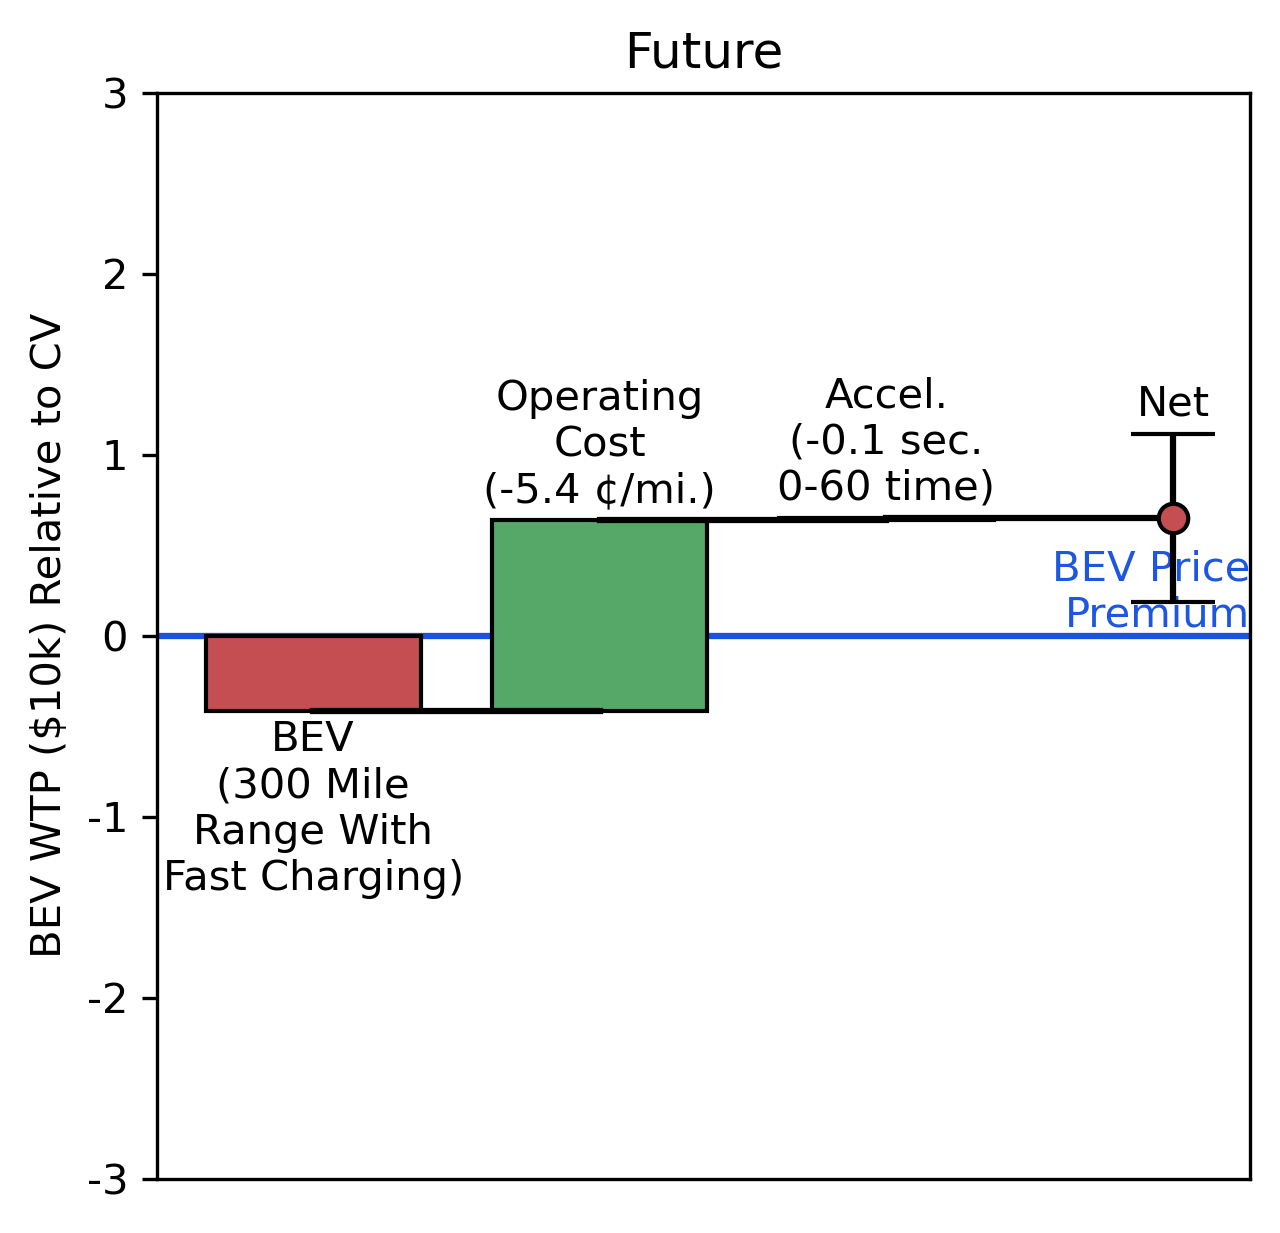 Future
BEV WTP ($10k) Relative to CV
3
2
1
0
-1
-2
-3
Operating
Cost
(-5.4 ¢/mi.)
Accel.
(-0.1 sec.
0-60 time)
Net
BEV Price
Premium
BEV
(300 Mile
Range With
Fast Charging)